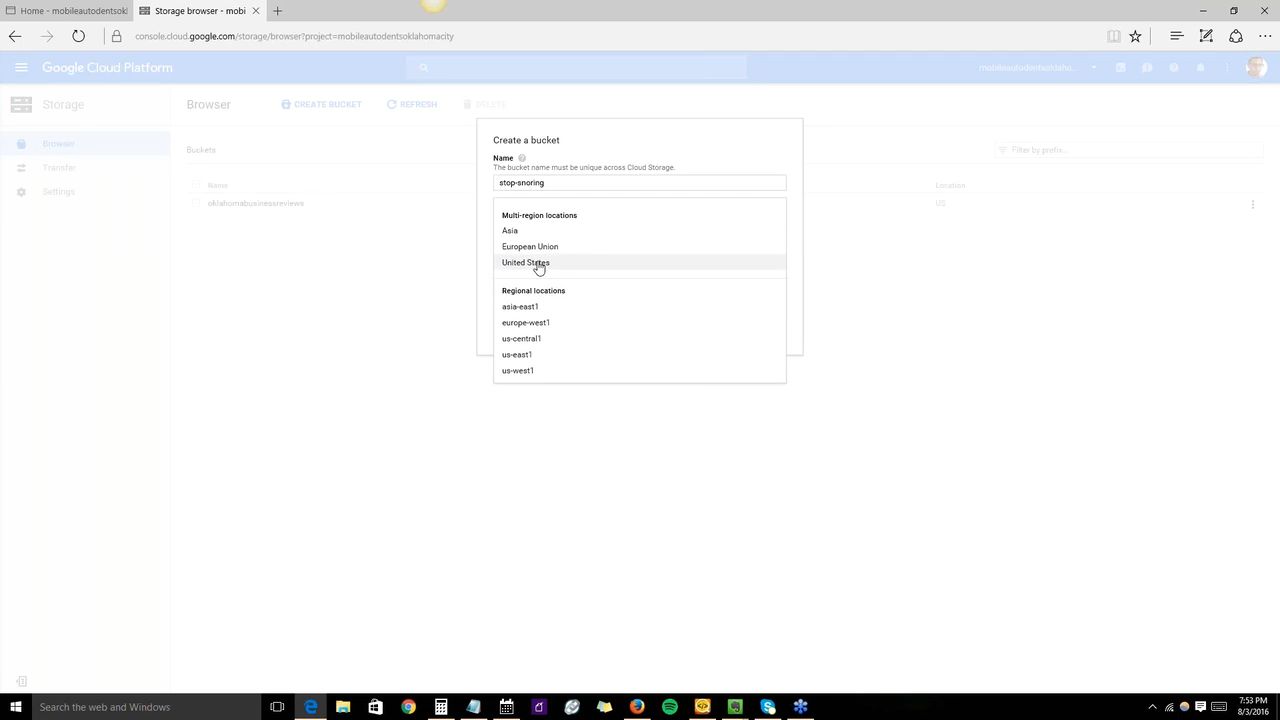 Home - mobileautodentsokl
Storage browser - mobi
console.cloud.google.com/storage/browser?project=mobileautodentsoklahomacity
Google Cloud Platform
mobileautodentsoklaho...
Storage
Browser
CREATE BUCKET
REFRESH
DELETE
Browser
Transfer
Settings
Buckets
Filter by prefix...
Name
Location
oklahomabusinessreviews
US
Create a bucket
Name
The bucket name must be unique across Cloud Storage.
stop-snoring
Multi-region locations
Asia
European Union
United States
Regional locations
asia-east1
europe-west1
us-central1
us-east1
us-west1
Search the web and Windows
7:53 PM
8/3/2016